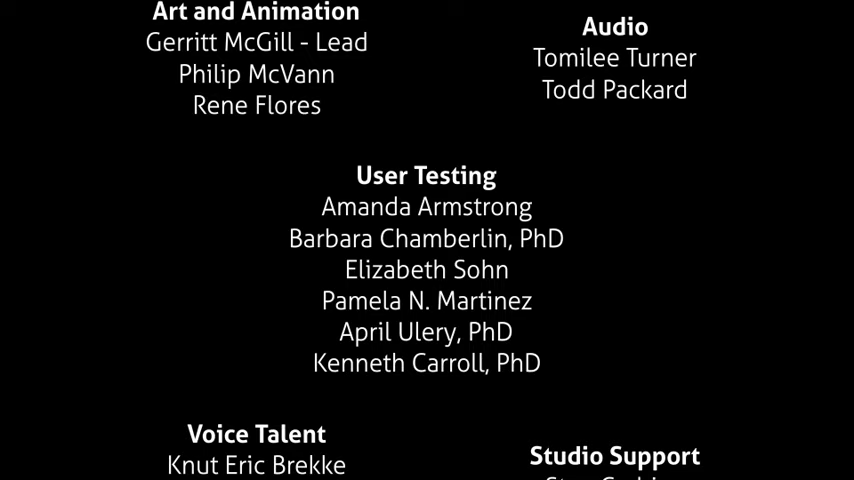 Art and Animation
Gerritt McGill - Lead
Philip McVann
Rene Flores
Audio
Tomilee Turner
Todd Packard
User Testing
Amanda Armstrong
Barbara Chamberlin, PhD
Elizabeth Sohn
Pamela N. Martinez
April Ulery, PhD
Kenneth Carroll, PhD
Voice Talent
Knut Eric Brekke
Studio Support